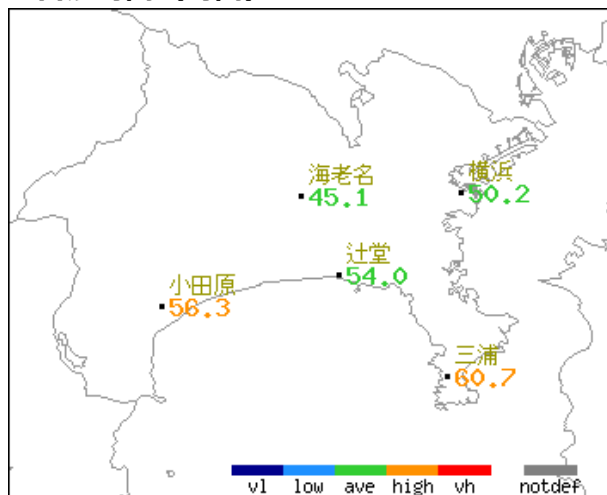 海老名
45.1
横浜
50.2
辻堂
54.0
小田原
56.3
三浦
60.7
vl low ave high vh notdef